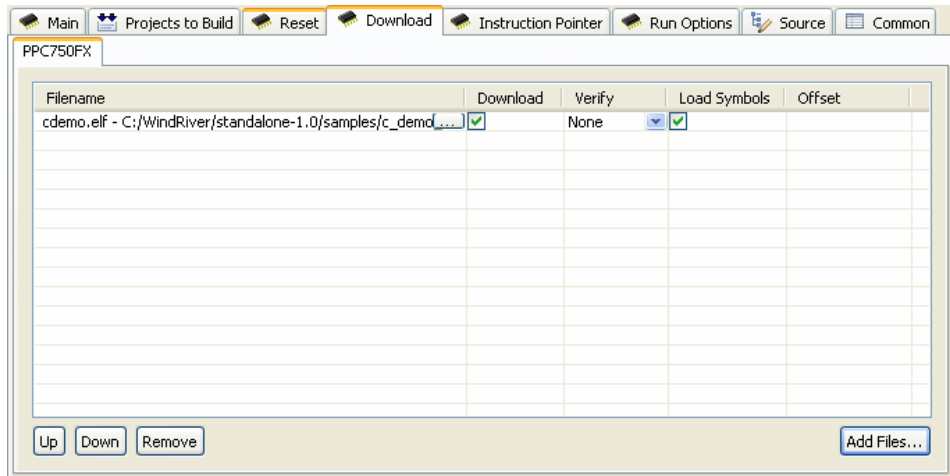 Main Projects to Build Reset Download Instruction Pointer Run Options Source Common
PPC750FX
Filename Download Verify Load Symbols Offset
cdemo.elf - C:/WindRiver/standalone-1.0/samples/c_demo_ ... None
Up Down Remove Add Files...